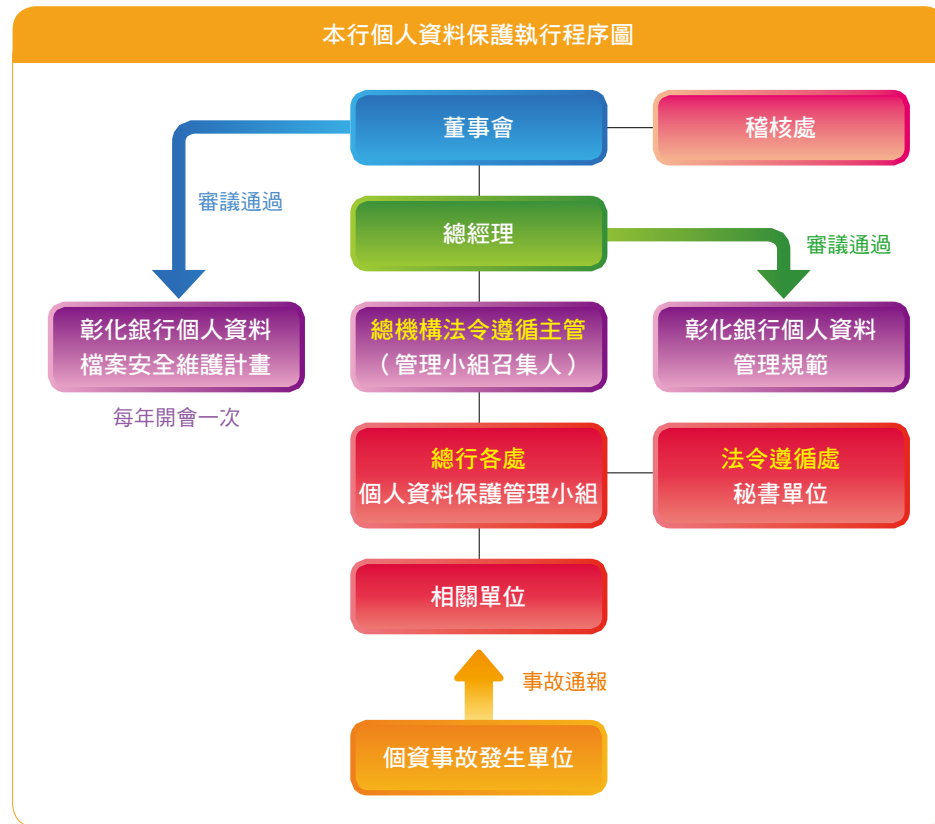 本行個人資料保護執行程序圖
董事會
稽核處
審議通過
總經理
審議通過
彰化銀行個人資料
檔案安全維護計畫
總機構法令遵循主管
（管理小組召集人）
彰化銀行個人資料
管理規範
每年開會一次
總行各處
個人資料保護管理小組
法令遵循處
秘書單位
相關單位
事故通報
個資事故發生單位